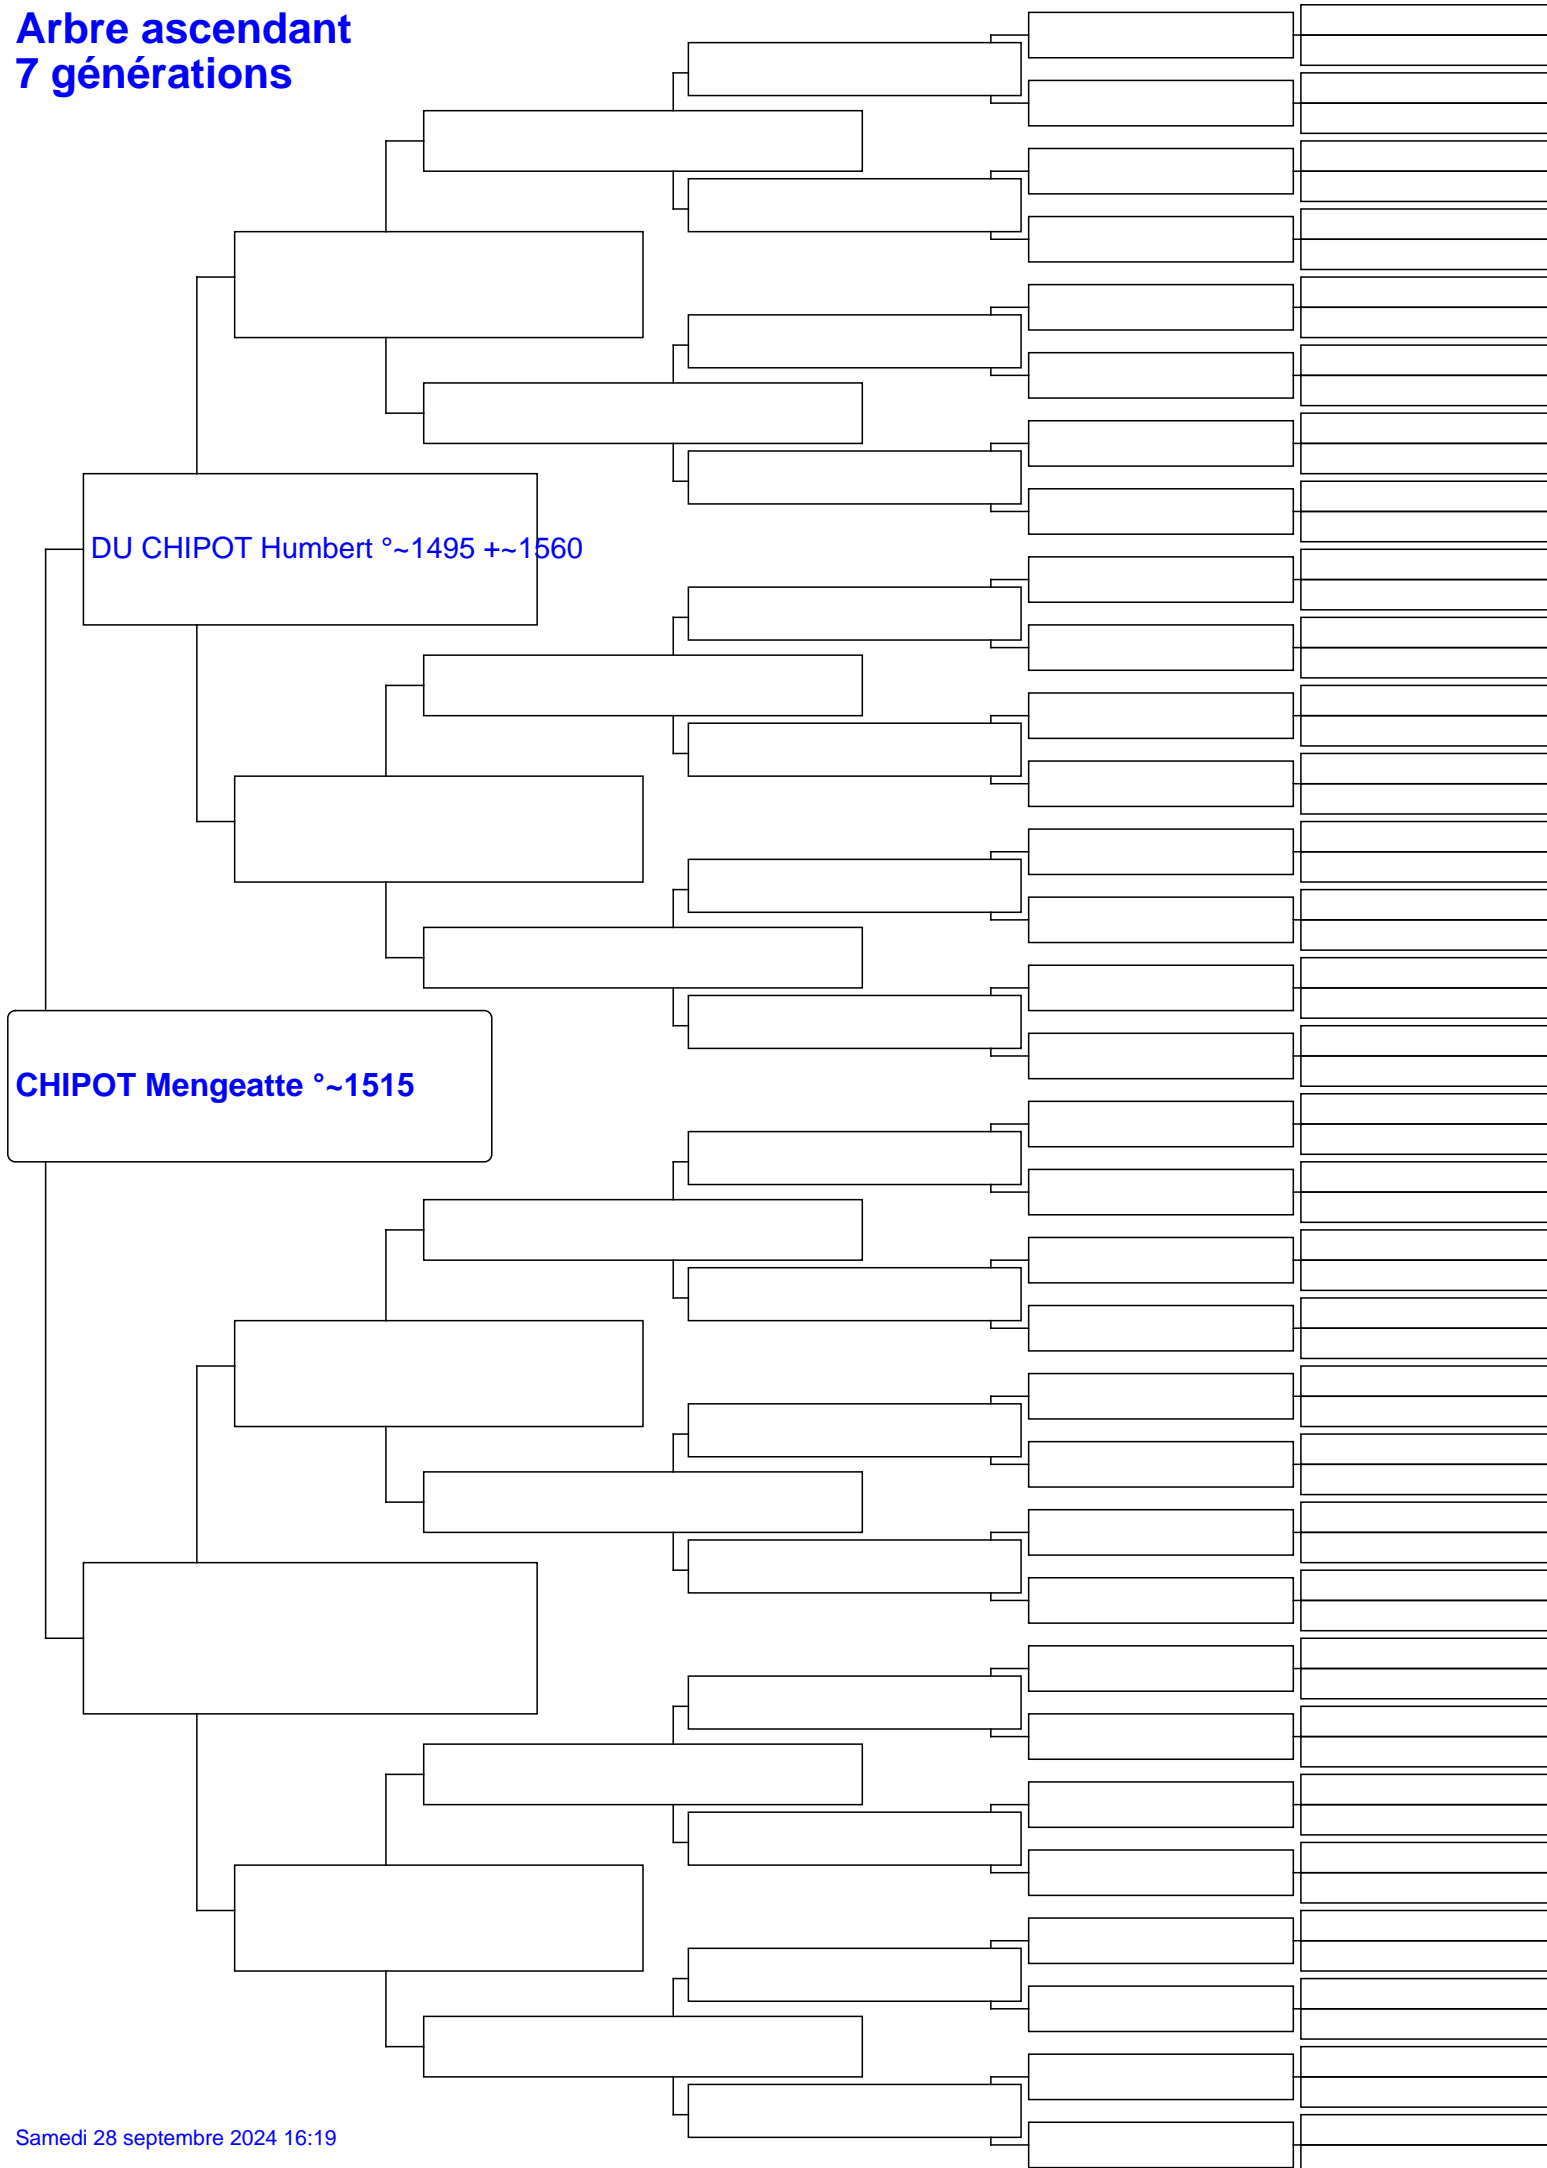 Arbre ascendant
7 générations
DU CHIPOT Humbert °~1495 +~1560
CHIPOT Mengeatte °~1515
Samedi 28 septembre 2024 16:19